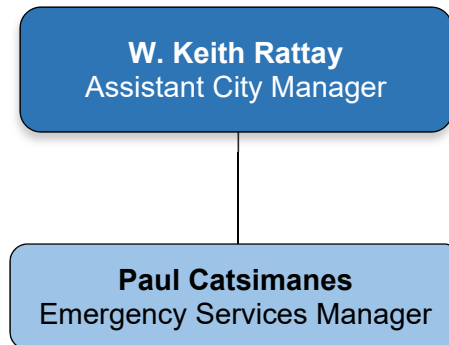 W. Keith Rattay
Assistant City Manager
Paul Catsimanes
Emergency Services Manager